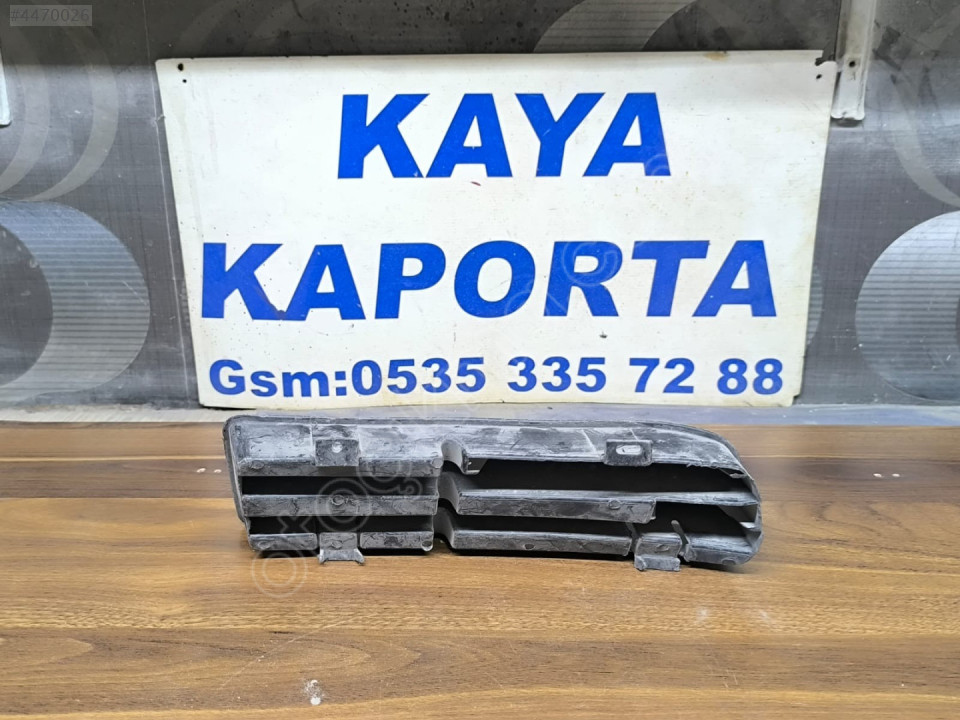 #4470026
KAYA
KAPORTA
Gsm:0535 335 72 88